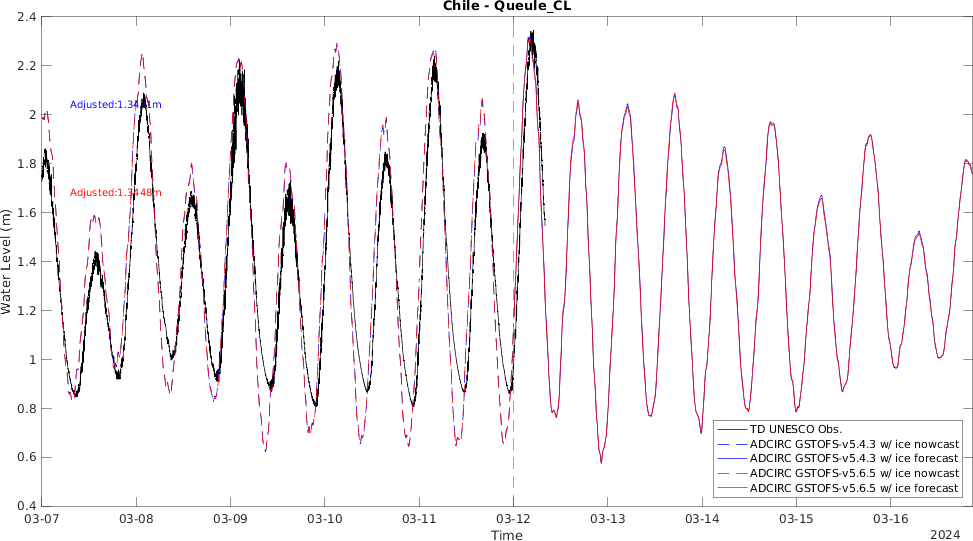 Chile - Queule_CL
2.4
2.2
2
1.8
1.6
1.4
1.2
1
0.8
0.6
0.4
Water Level (m)
Adjusted:1.3448m
TD UNESCO Obs.
ADCIRC GSTOFS-v5.4.3 w/ ice nowcast
ADCIRC GSTOFS-v5.4.3 w/ ice forecast
ADCIRC GSTOFS-v5.6.5 w/ ice nowcast
ADCIRC GSTOFS-v5.6.5 w/ ice forecast
03-07 03-08 03-09 03-10 03-11 03-12 03-13 03-14 03-15 03-16
Time
2024